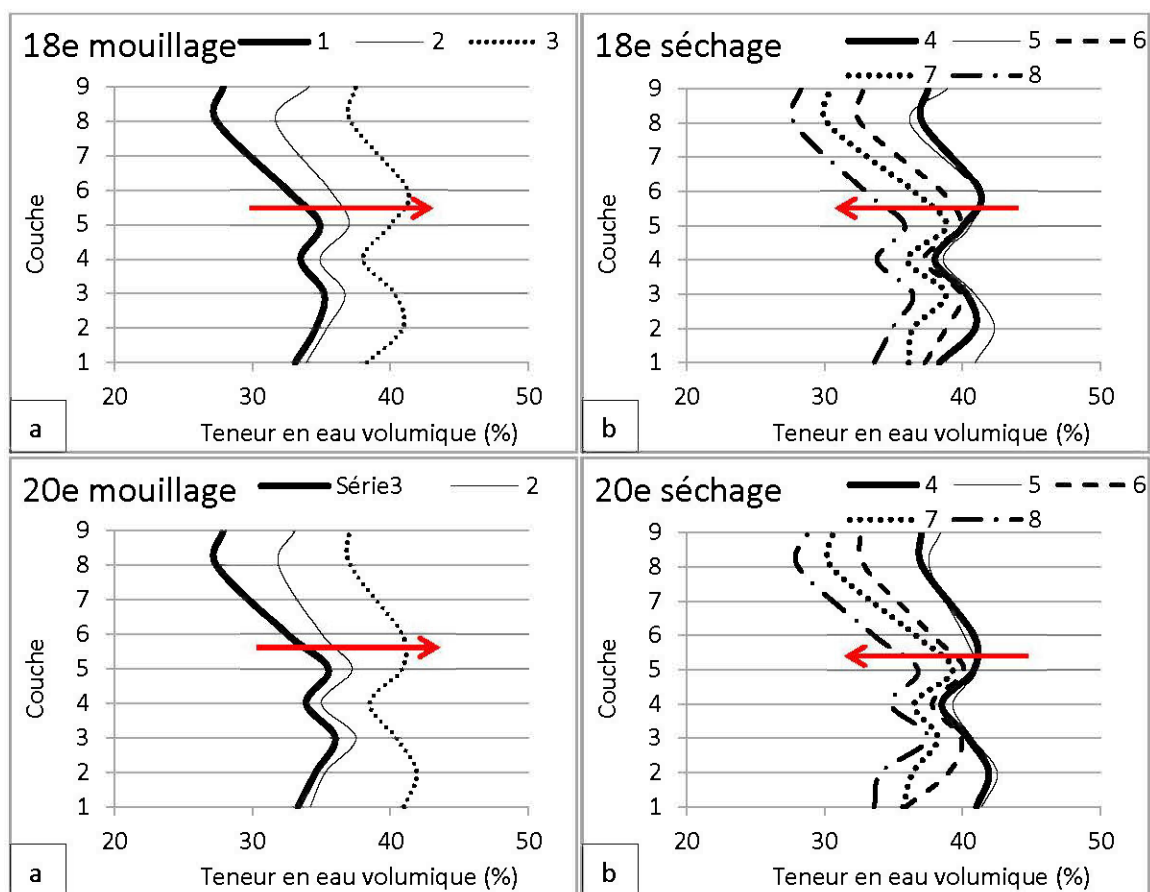 18e mouillage 1 2 3
Couche
9
8
7
6
5
4
3
2
1
20 30 40 50
Teneur en eau volumique (%)
a
18e séchage 4 5 6
7 8
Couche
9
8
7
6
5
4
3
2
1
20 30 40 50
Teneur en eau volumique (%)
b
20e mouillage Série3 2
Couche
9
8
7
6
5
4
3
2
1
20 30 40 50
Teneur en eau volumique (%)
a
20e séchage 4 5 6
7 8
Couche
9
8
7
6
5
4
3
2
1
20 30 40 50
Teneur en eau volumique (%)
b